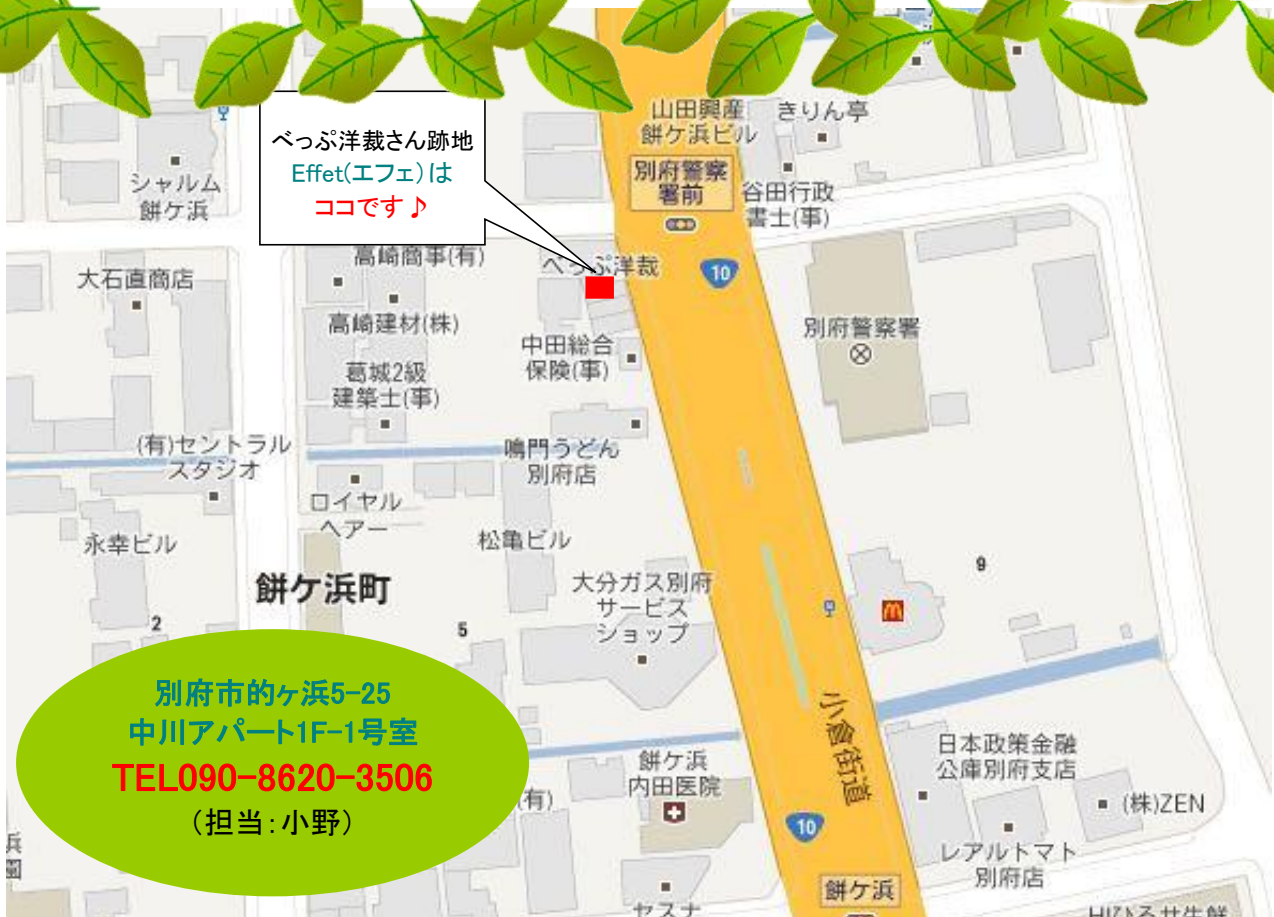 べっぷ洋裁さん跡地
Effet(エフェ)は
ココです♪
山田興産
餅ケ浜ビル
きりん亭
別府警察
署前
谷田行政
書士(事)
シャルム
餅ケ浜
高崎商事(有)
べっぷ洋裁
10
大石直商店
高崎建材(株)
中田総合
保険(事)
別府警察署
葛城2級
建築士(事)
(有)セントラル
スタジオ
鳴門うどん
別府店
ロイヤル
ヘアー
永幸ビル
松亀ビル
餅ケ浜町
大分ガス別府
サービス
ショップ
9
2
5
別府市的ヶ浜5-25
中川アパート1F-1号室
TEL090-8620-3506
(担当:小野)
小倉街道
餅ケ浜
内田医院
(有)
日本政策金融
公庫別府支店
(株)ZEN
10
レアルトマト
別府店
餅ケ浜
セスナ